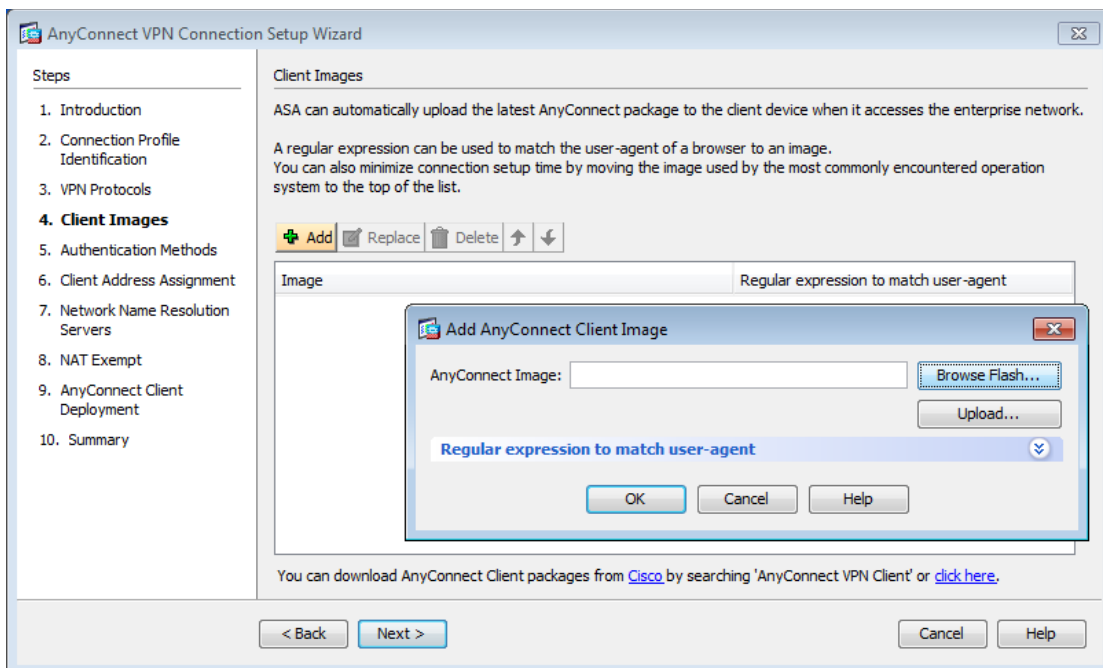 AnyConnect VPN Connection Setup Wizard
Steps
1. Introduction
2. Connection Profile
Identification
3. VPN Protocols
4. Client Images
5. Authentication Methods
6. Client Address Assignment
7. Network Name Resolution
Servers
8. NAT Exempt
9. AnyConnect Client
Deployment
10. Summary
Client Images
ASA can automatically upload the latest AnyConnect package to the client device when it accesses the enterprise network.
A regular expression can be used to match the user-agent of a browser to an image.
You can also minimize connection setup time by moving the image used by the most commonly encountered operation
system to the top of the list.
Add Replace Delete
Image Regular expression to match user-agent
Add AnyConnect Client Image
AnyConnect Image: Browse Flash...
Upload...
Regular expression to match user-agent
OK Cancel Help
You can download AnyConnect Client packages from Cisco by searching 'AnyConnect VPN Client' or click here.
< Back Next > Cancel Help